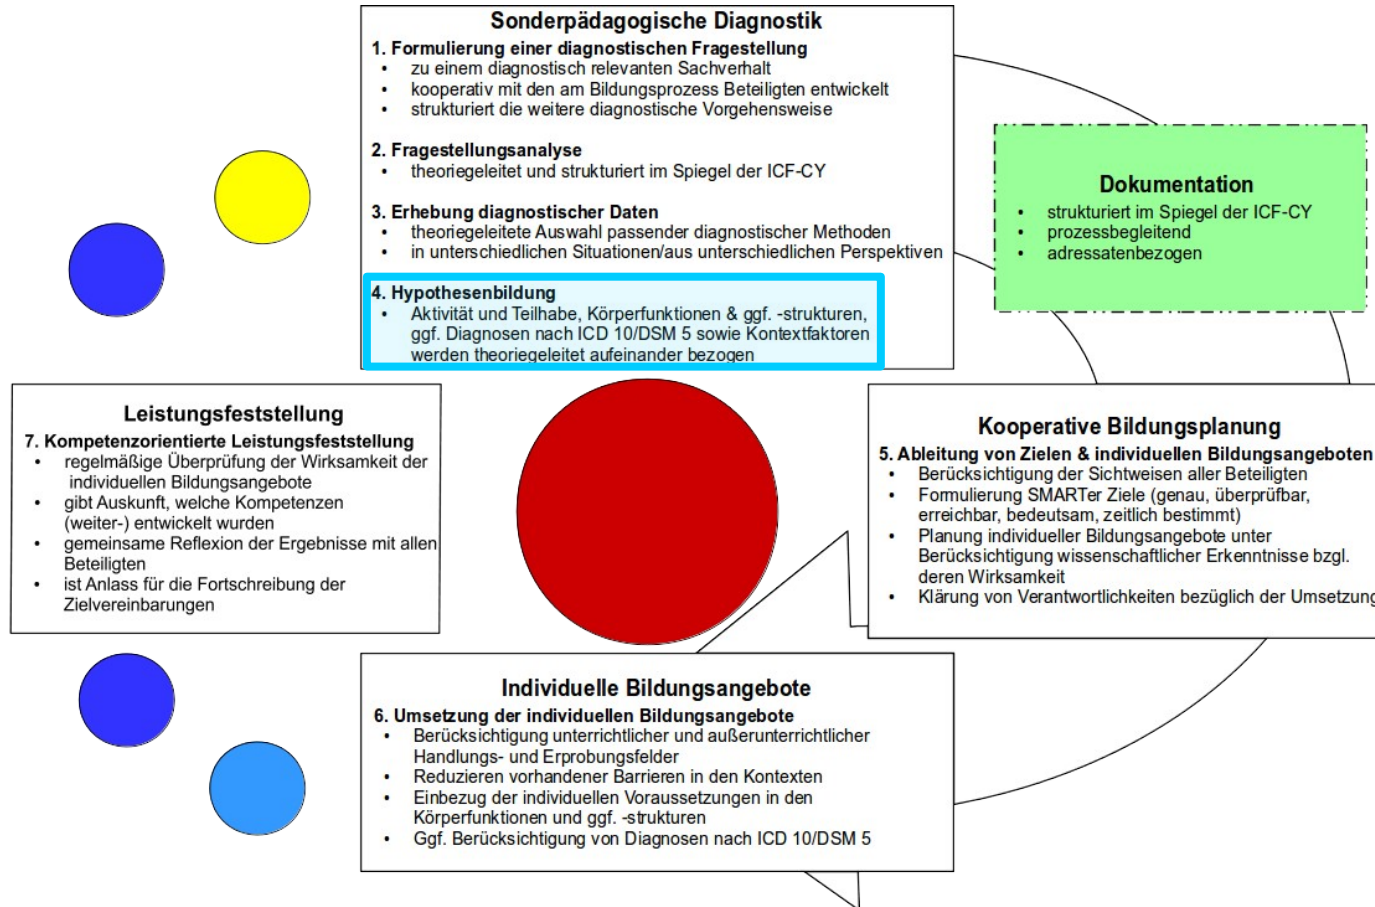 Sonderpädagogische Diagnostik
1. Formulierung einer diagnostischen Fragestellung
• zu einem diagnostisch relevanten Sachverhalt
• kooperativ mit den am Bildungsprozess Beteiligten entwickelt
• strukturiert die weitere diagnostische Vorgehensweise
2. Fragestellungsanalyse
• theoriegeleitet und strukturiert im Spiegel der ICF-CY
3. Erhebung diagnostischer Daten
• theoriegeleitete Auswahl passender diagnostischer Methoden
• in unterschiedlichen Situationen/aus unterschiedlichen Perspektiven
4. Hypothesenbildung
• Aktivität und Teilhabe, Körperfunktionen & ggf. -strukturen,
ggf. Diagnosen nach ICD 10/DSM 5 sowie Kontextfaktoren
werden theoriegeleitet aufeinander bezogen
Dokumentation
• strukturiert im Spiegel der ICF-CY
• prozessbegleitend
• adressatenbezogen
Leistungsfeststellung
7. Kompetenzorientierte Leistungsfeststellung
• regelmäßige Überprüfung der Wirksamkeit der
individuellen Bildungsangebote
• gibt Auskunft, welche Kompetenzen
(weiter-) entwickelt wurden
• gemeinsame Reflexion der Ergebnisse mit allen
Beteiligten
• ist Anlass für die Fortschreibung der
Zielvereinbarungen
Kooperative Bildungsplanung
5. Ableitung von Zielen & individuellen Bildungsangeboten
• Berücksichtigung der Sichtweisen aller Beteiligten
• Formulierung SMARTer Ziele (genau, überprüfbar,
erreichbar, bedeutsam, zeitlich bestimmt)
• Planung individueller Bildungsangebote unter
Berücksichtigung wissenschaftlicher Erkenntnisse bzgl.
deren Wirksamkeit
• Klärung von Verantwortlichkeiten bezüglich der Umsetzung
Individuelle Bildungsangebote
6. Umsetzung der individuellen Bildungsangebote
• Berücksichtigung unterrichtlicher und außerunterrichtlicher
Handlungs- und Erprobungsfelder
• Reduzieren vorhandener Barrieren in den Kontexten
• Einbezug der individuellen Voraussetzungen in den
Körperfunktionen und ggf. -strukturen
• Ggf. Berücksichtigung von Diagnosen nach ICD 10/DSM 5